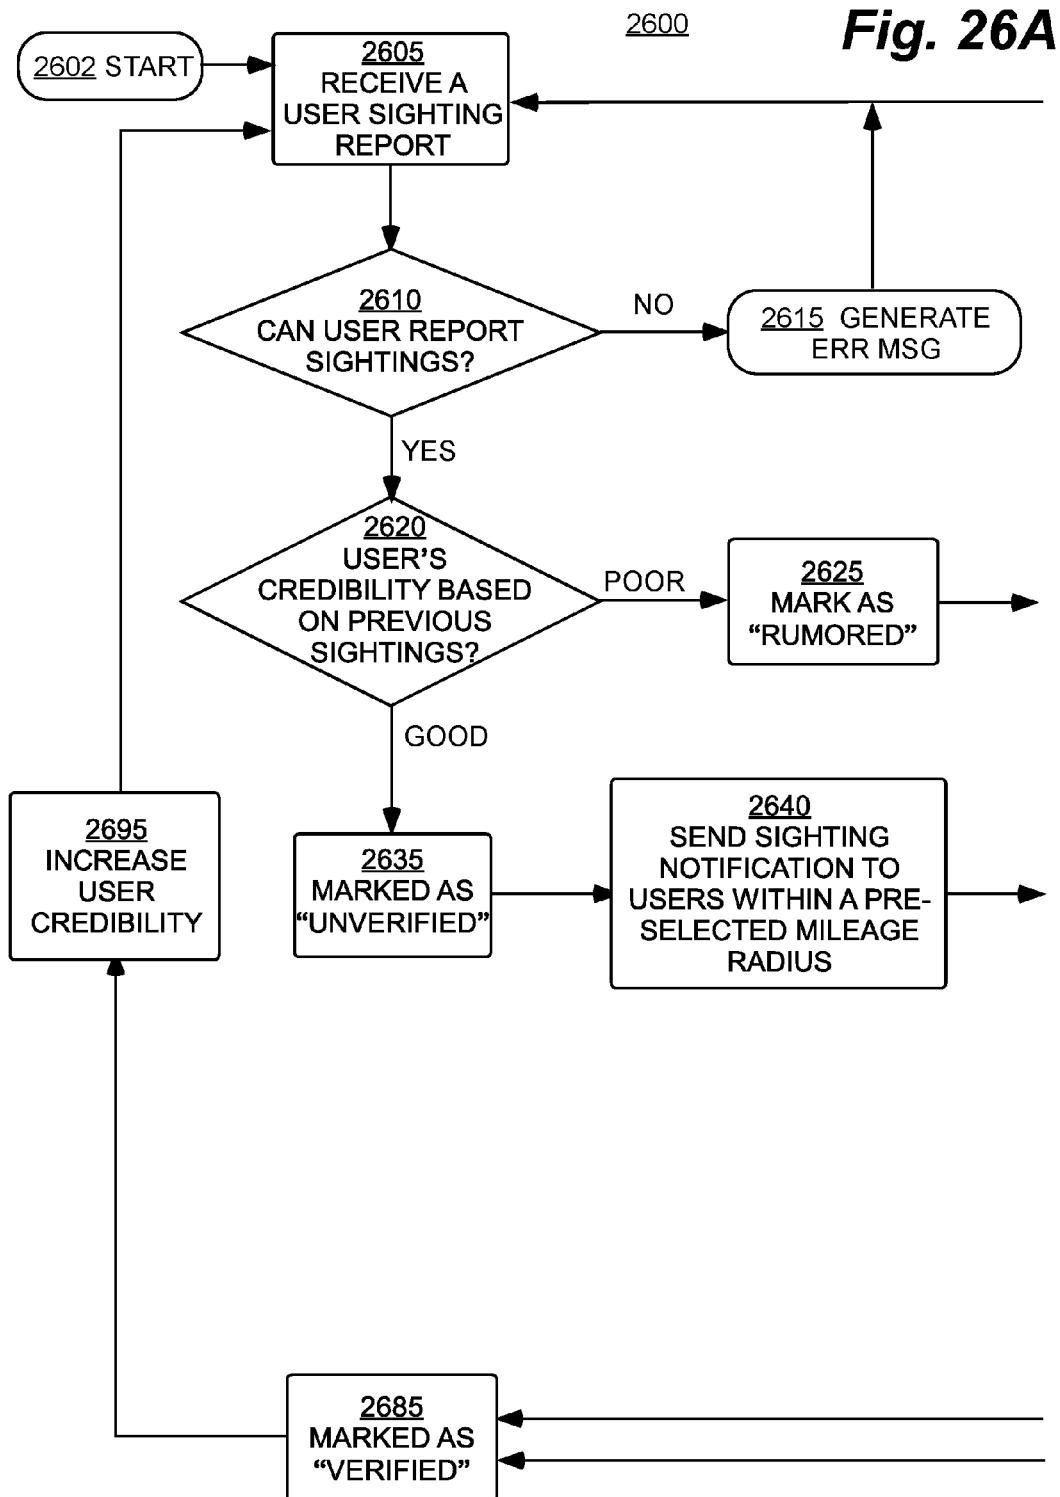 2600
Fig. 26A
2602 START
2605
RECEIVE A
USER SIGHTING
REPORT
2610
CAN USER REPORT
SIGHTINGS?
NO
2615 GENERATE
ERR MSG
YES
2620
USER’S
CREDIBILITY BASED
ON PREVIOUS
SIGHTINGS?
POOR
2625
MARK AS
“RUMORED”
GOOD
2695
INCREASE
USER
CREDIBILITY
2635
MARKED AS
“UNVERIFIED”
2640
SEND SIGHTING
NOTIFICATION TO
USERS WITHIN A PRE-
SELECTED MILEAGE
RADIUS
2685
MARKED AS
“VERIFIED”